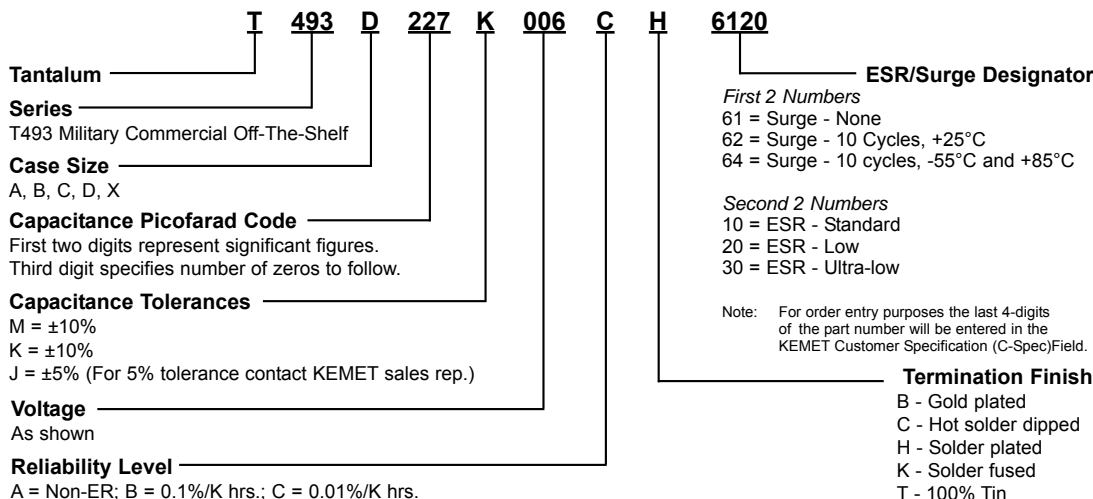 T 493 D 227 K 006 C H 6120
Tantalum
Series
T493 Military Commercial Off-The-Shelf
Case Size
A, B, C, D, X
Capacitance Picofarad Code
First two digits represent significant figures.
Third digit specifies number of zeros to follow.
Capacitance Tolerances
M = ±10%
K = ±10%
J = ±5% (For 5% tolerance contact KEMET sales rep.)
Voltage
As shown
Reliability Level
A = Non-ER; B = 0.1%/K hrs.; C = 0.01%/K hrs.
ESR/Surge Designator
First 2 Numbers
61 = Surge - None
62 = Surge - 10 Cycles, +25°C
64 = Surge - 10 cycles, -55°C and +85°C
Second 2 Numbers
10 = ESR - Standard
20 = ESR - Low
30 = ESR - Ultra-low
Note: For order entry purposes the last 4-digits
of the part number will be entered in the
KEMET Customer Specification (C-Spec)Field.
Termination Finish
B - Gold plated
C - Hot solder dipped
H - Solder plated
K - Solder fused
T - 100% Tin